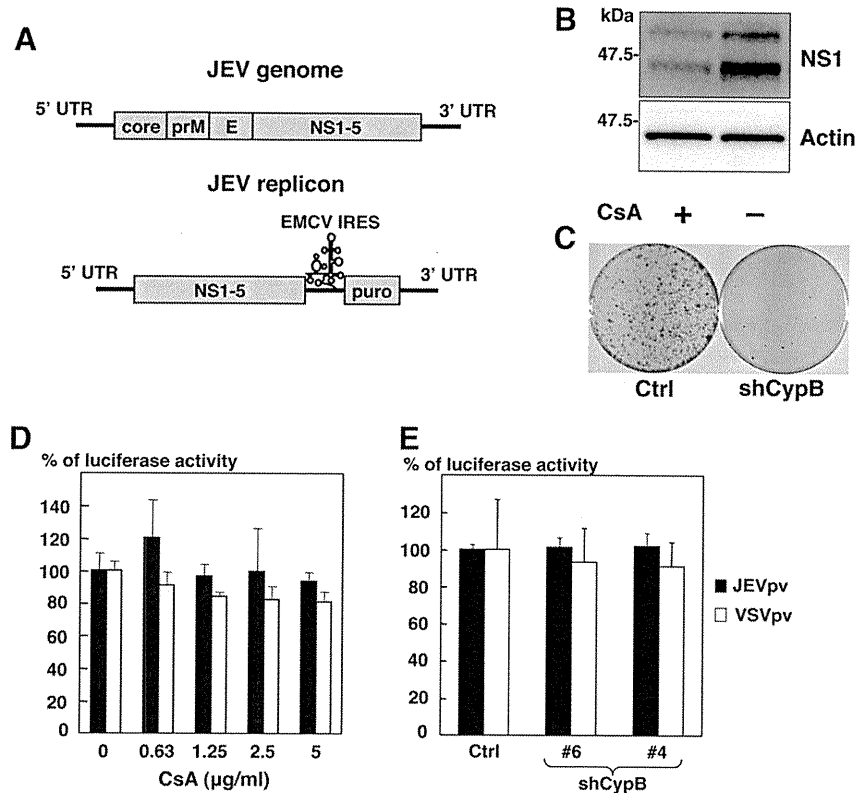 A
JEV genome
5' UTR
3' UTR
core
prM
E
NS1-5
JEV replicon
EMCV IRES
5' UTR
3' UTR
NS1-5
puro
B
kDa
47.5-
NS1
47.5-
Actin
CsA + −
C
Ctrl
shCypB
D
% of luciferase activity
140
120
100
80
60
40
20
0
0 0.63 1.25 2.5 5
CsA (µg/ml)
E
% of luciferase activity
140
120
100
80
60
40
20
0
Ctrl #6 #4
shCypB
JEVpv
VSVpv